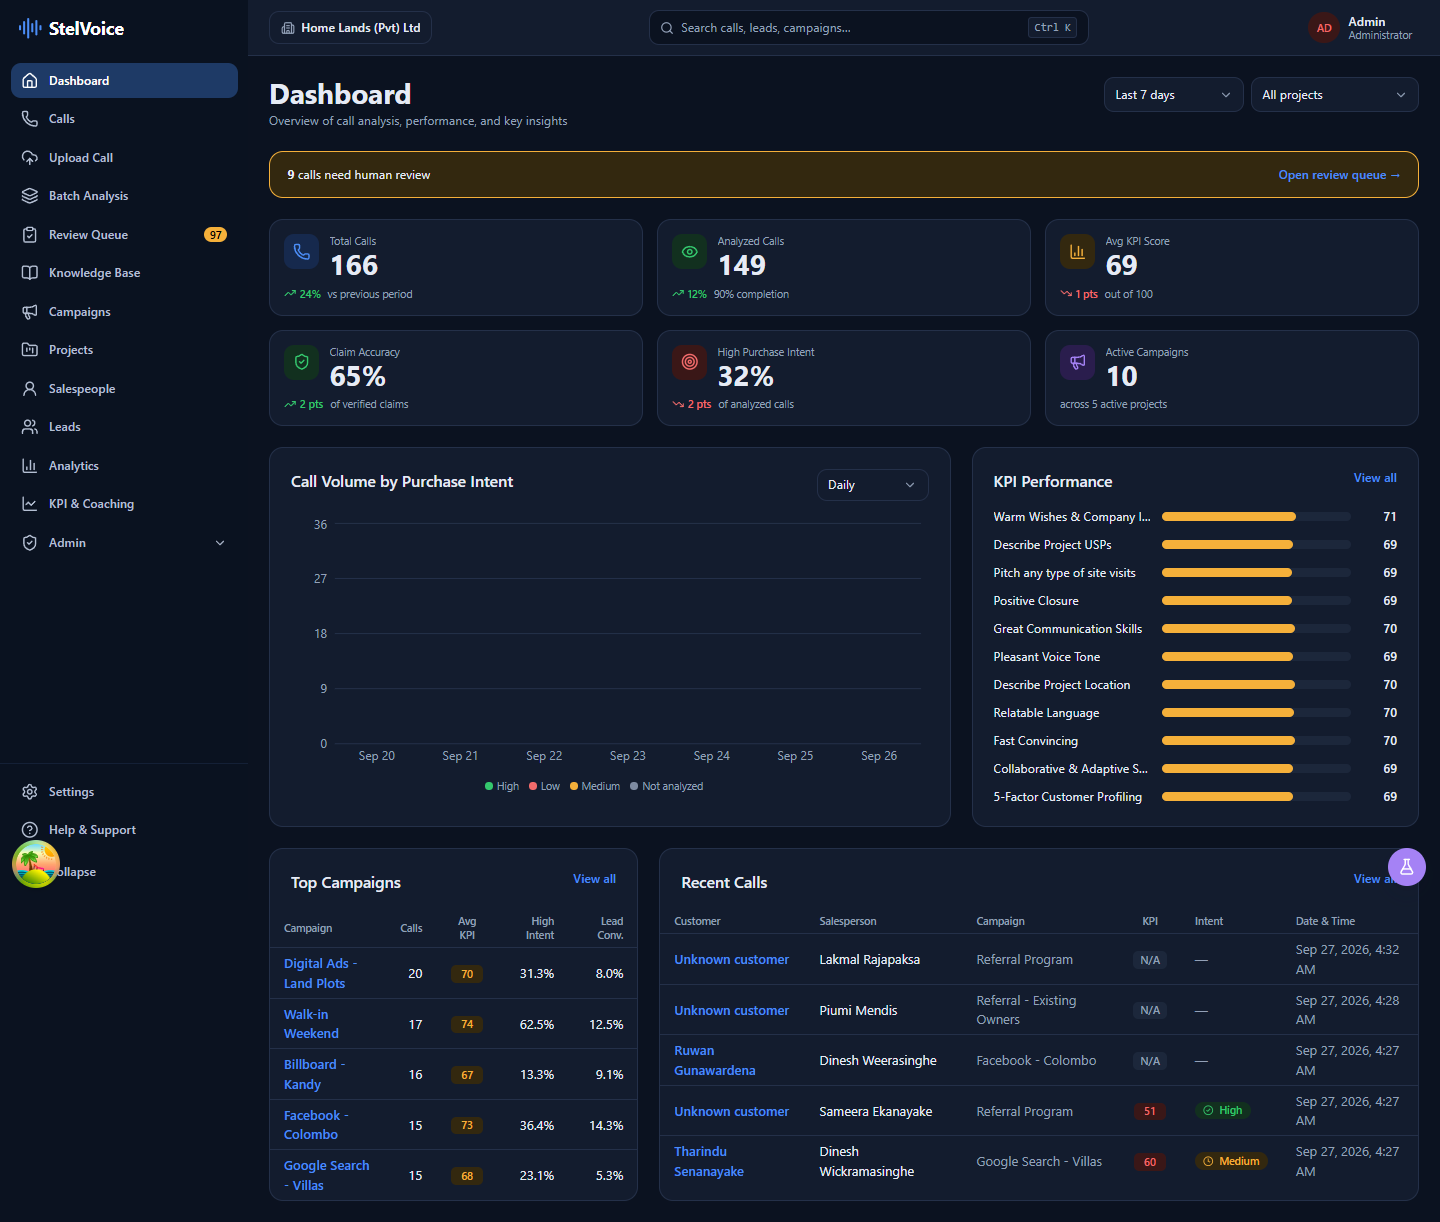 StelVoice
Home Lands (Pvt) Ltd
Search calls, leads, campaigns...
Ctrl K
AD
Admin
Administrator
Dashboard
Calls
Upload Call
Batch Analysis
Review Queue
97
Knowledge Base
Campaigns
Projects
Salespeople
Leads
Analytics
KPI & Coaching
Admin
Settings
Help & Support
ollapse
Dashboard
Overview of call analysis, performance, and key insights
Last 7 days
All projects
9 calls need human review
Open review queue →
Total Calls
166
24% vs previous period
Analyzed Calls
149
12% 90% completion
Avg KPI Score
69
1 pts out of 100
Claim Accuracy
65%
2 pts of verified claims
High Purchase Intent
32%
2 pts of analyzed calls
Active Campaigns
10
across 5 active projects
Call Volume by Purchase Intent
Daily
36
27
18
9
0
Sep 20 Sep 21 Sep 22 Sep 23 Sep 24 Sep 25 Sep 26
High Low Medium Not analyzed
KPI Performance
View all
Warm Wishes & Company I... 71
Describe Project USPs 69
Pitch any type of site visits 69
Positive Closure 69
Great Communication Skills 70
Pleasant Voice Tone 69
Describe Project Location 70
Relatable Language 70
Fast Convincing 70
Collaborative & Adaptive S... 69
5-Factor Customer Profiling 69
Top Campaigns
View all
Campaign Calls Avg KPI High Intent Lead Conv.
Digital Ads - Land Plots 20 70 31.3% 8.0%
Walk-in Weekend 17 74 62.5% 12.5%
Billboard - Kandy 16 67 13.3% 9.1%
Facebook - Colombo 15 73 36.4% 14.3%
Google Search - Villas 15 68 23.1% 5.3%
Recent Calls
View a
Customer Salesperson Campaign KPI Intent Date & Time
Unknown customer Lakmal Rajapaksa Referral Program N/A — Sep 27, 2026, 4:32 AM
Unknown customer Piumi Mendis Referral - Existing Owners N/A — Sep 27, 2026, 4:28 AM
Ruwan Gunawardena Dinesh Weerasinghe Facebook - Colombo N/A — Sep 27, 2026, 4:27 AM
Unknown customer Sameera Ekanayake Referral Program 51 High Sep 27, 2026, 4:27 AM
Tharindu Senanayake Dinesh Wickramasinghe Google Search - Villas 60 Medium Sep 27, 2026, 4:27 AM